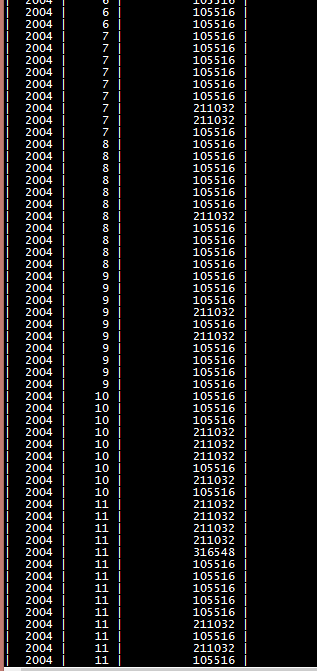 | 2004 | 6 | 105516 |
| 2004 | 6 | 105516 |
| 2004 | 6 | 105516 |
| 2004 | 7 | 105516 |
| 2004 | 7 | 105516 |
| 2004 | 7 | 105516 |
| 2004 | 7 | 105516 |
| 2004 | 7 | 105516 |
| 2004 | 7 | 105516 |
| 2004 | 7 | 211032 |
| 2004 | 7 | 211032 |
| 2004 | 7 | 105516 |
| 2004 | 8 | 105516 |
| 2004 | 8 | 105516 |
| 2004 | 8 | 105516 |
| 2004 | 8 | 105516 |
| 2004 | 8 | 105516 |
| 2004 | 8 | 105516 |
| 2004 | 8 | 211032 |
| 2004 | 8 | 105516 |
| 2004 | 8 | 105516 |
| 2004 | 8 | 105516 |
| 2004 | 8 | 105516 |
| 2004 | 9 | 105516 |
| 2004 | 9 | 105516 |
| 2004 | 9 | 105516 |
| 2004 | 9 | 211032 |
| 2004 | 9 | 105516 |
| 2004 | 9 | 211032 |
| 2004 | 9 | 105516 |
| 2004 | 9 | 105516 |
| 2004 | 9 | 105516 |
| 2004 | 9 | 105516 |
| 2004 | 10 | 105516 |
| 2004 | 10 | 105516 |
| 2004 | 10 | 105516 |
| 2004 | 10 | 211032 |
| 2004 | 10 | 211032 |
| 2004 | 10 | 211032 |
| 2004 | 10 | 105516 |
| 2004 | 10 | 211032 |
| 2004 | 10 | 105516 |
| 2004 | 11 | 211032 |
| 2004 | 11 | 211032 |
| 2004 | 11 | 211032 |
| 2004 | 11 | 211032 |
| 2004 | 11 | 316548 |
| 2004 | 11 | 105516 |
| 2004 | 11 | 105516 |
| 2004 | 11 | 105516 |
| 2004 | 11 | 105516 |
| 2004 | 11 | 105516 |
| 2004 | 11 | 211032 |
| 2004 | 11 | 105516 |
| 2004 | 11 | 211032 |
| 2004 | 11 | 105516 |